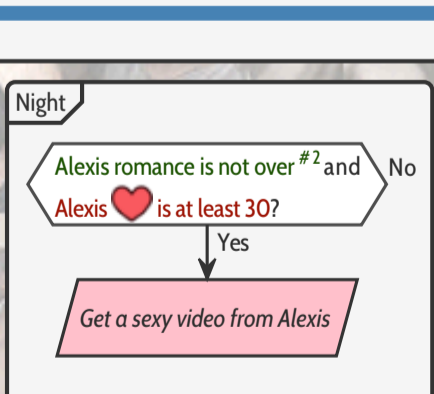 Night
Alexis romance is not over #2 and
No
Alexis ❤️ is at least 30?
Yes
Get a sexy video from Alexis